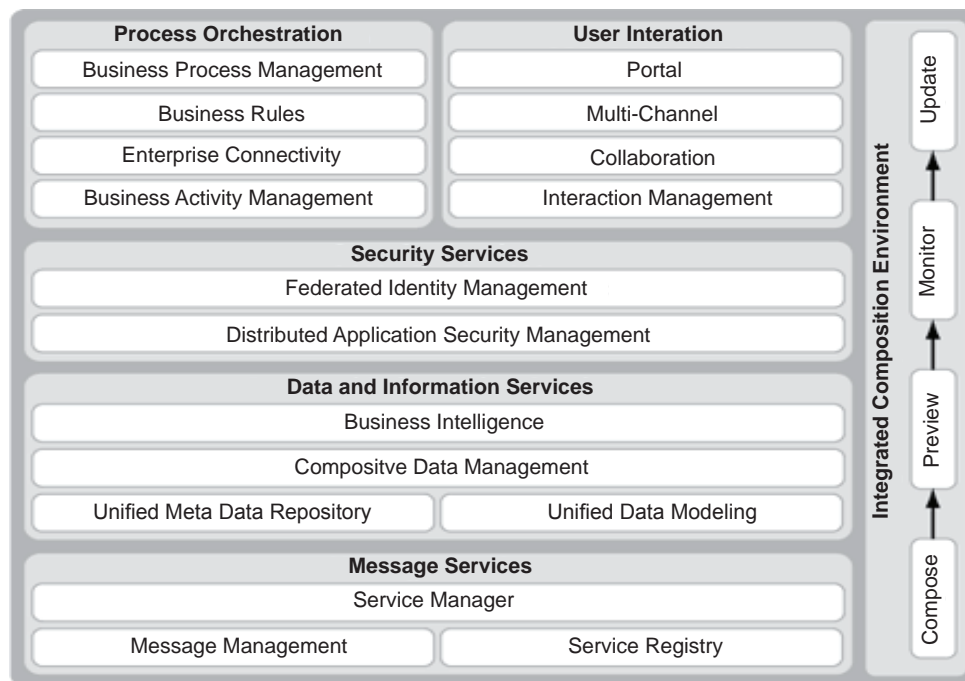 Process Orchestration
Business Process Management
Business Rules
Enterprise Connectivity
Business Activity Management
User Interation
Portal
Multi-Channel
Collaboration
Interaction Management
Security Services
Federated Identity Management
Distributed Application Security Management
Data and Information Services
Business Intelligence
Compositve Data Management
Unified Meta Data Repository
Unified Data Modeling
Message Services
Service Manager
Message Management
Service Registry
Integrated Composition Environment
Update
Monitor
Preview
Compose